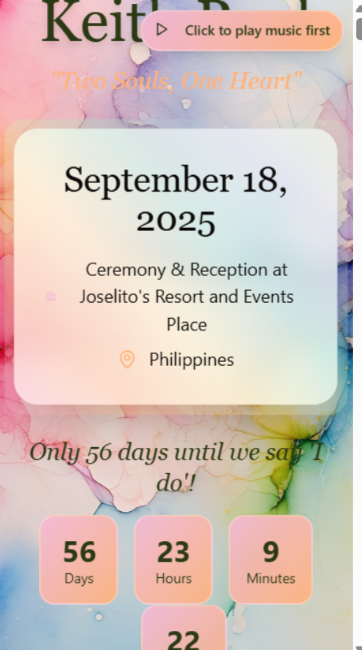 Keit
Click to play music first
"Two Souls, One Heart"
September 18,
2025
Ceremony & Reception at
Joselito's Resort and Events
Place
Philippines
Only 56 days until we say 'I
do'!
56
Days
23
Hours
9
Minutes
22